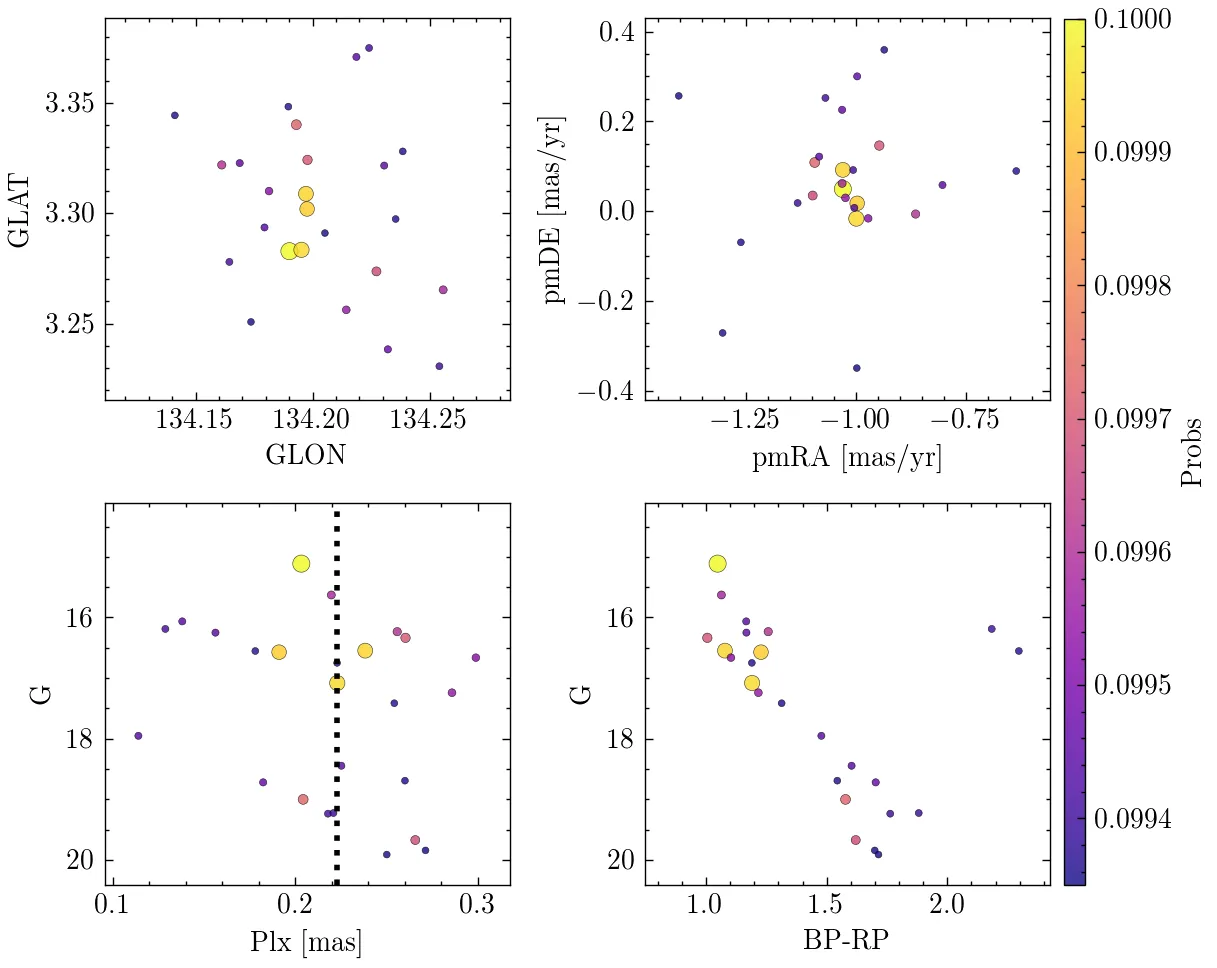 GLAT
3.35
3.30
3.25
134.15 134.20 134.25
GLON
pmDE [mas/yr]
0.4
0.2
0.0
−0.2
−0.4
−1.25 −1.00 −0.75
pmRA [mas/yr]
G
16
18
20
0.1 0.2 0.3
Plx [mas]
G
16
18
20
1.0 1.5 2.0
BP-RP
0.1000
0.0999
0.0998
0.0997
0.0996
0.0995
0.0994
Probs